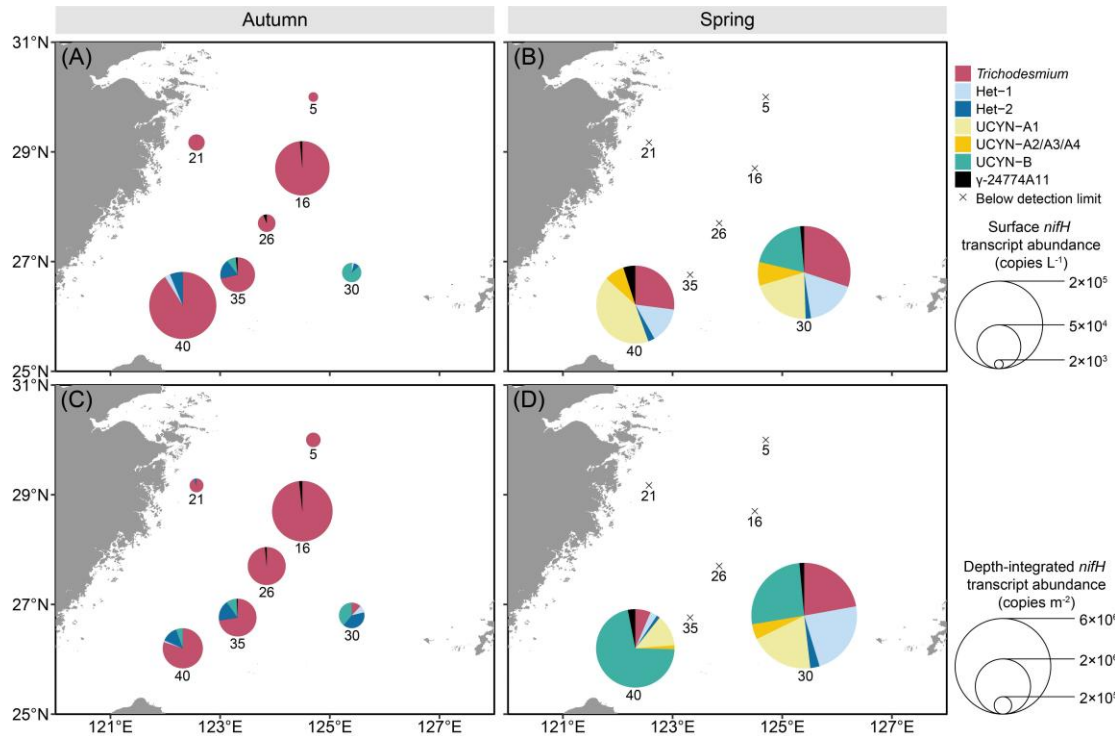 Autumn
Spring
31°N
29°N
27°N
25°N
(A)
5
21
16
26
35
30
40
(B)
5
21
16
26
35
30
40
Trichodesmium
Het−1
Het−2
UCYN−A1
UCYN−A2/A3/A4
UCYN−B
γ-24774A11
× Below detection limit
Surface nifH
transcript abundance
(copies L⁻¹)
2×10⁵
5×10⁴
2×10³
31°N
29°N
27°N
25°N
(C)
5
21
16
26
35
30
40
(D)
5
21
16
26
35
30
40
Depth-integrated nifH
transcript abundance
(copies m⁻²)
6×10⁶
2×10⁶
2×10⁵
121°E 123°E 125°E 127°E
121°E 123°E 125°E 127°E